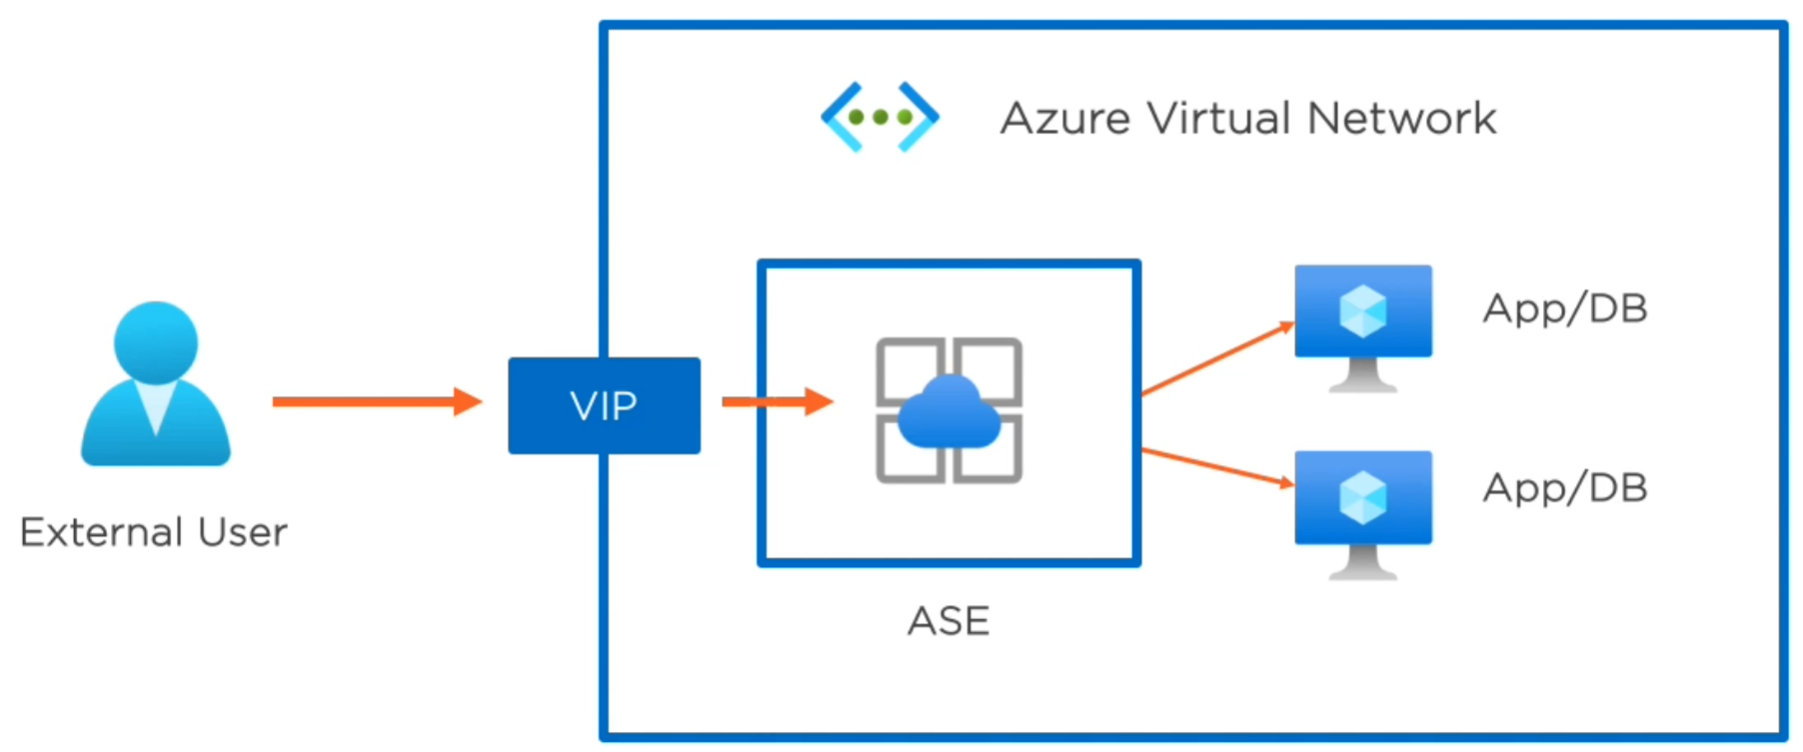 Azure Virtual Network
External User
VIP
ASE
App/DB
App/DB